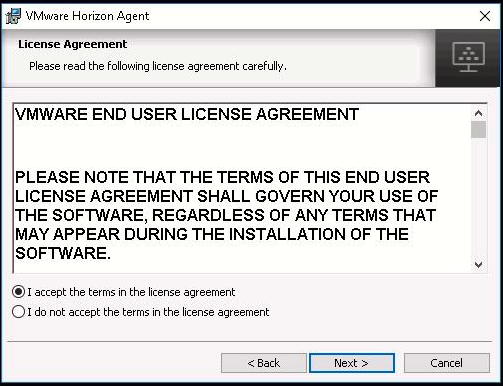 VMware Horizon Agent
License Agreement
Please read the following license agreement carefully.
VMWARE END USER LICENSE AGREEMENT
PLEASE NOTE THAT THE TERMS OF THIS END USER
LICENSE AGREEMENT SHALL GOVERN YOUR USE OF
THE SOFTWARE, REGARDLESS OF ANY TERMS THAT
MAY APPEAR DURING THE INSTALLATION OF THE
SOFTWARE.
I accept the terms in the license agreement
I do not accept the terms in the license agreement
< Back Next > Cancel